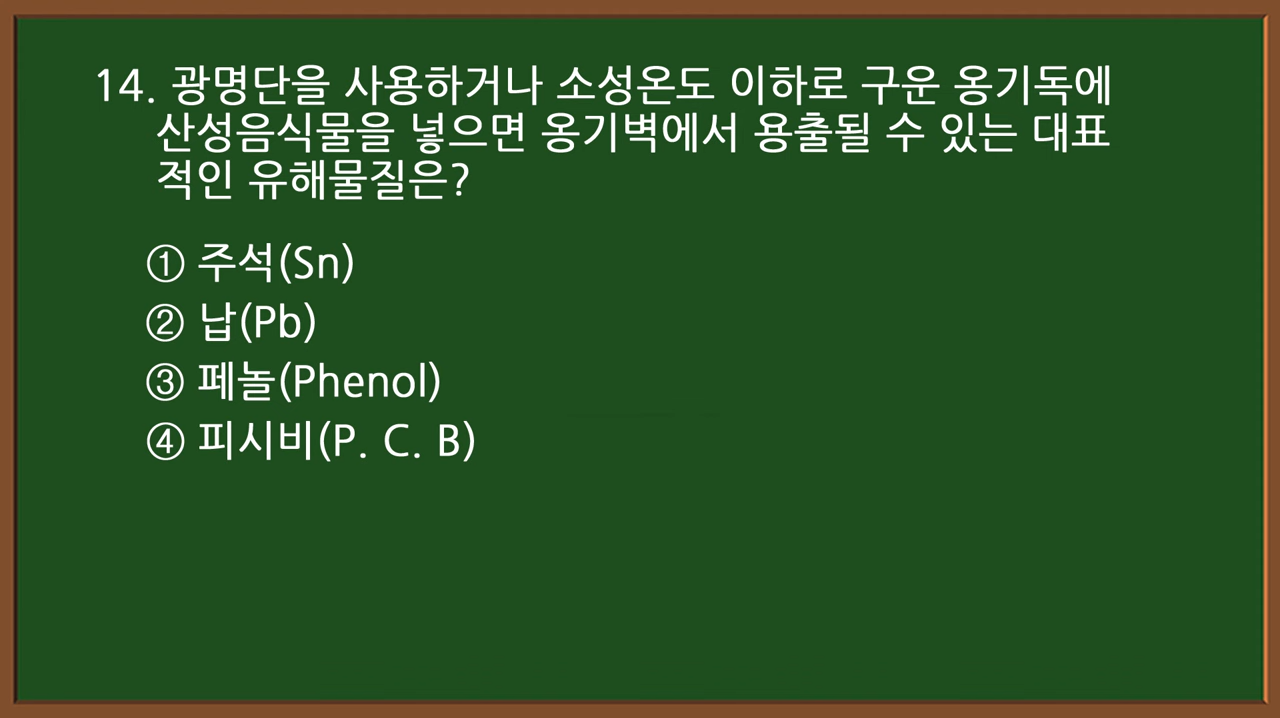 14. 광명단을 사용하거나 소성온도 이하로 구운 옹기독에
산성음식물을 넣으면 옹기벽에서 용출될 수 있는 대표
적인 유해물질은?
① 주석(Sn)
② 납(Pb)
③ 페놀(Phenol)
④ 피시비(P. C. B)